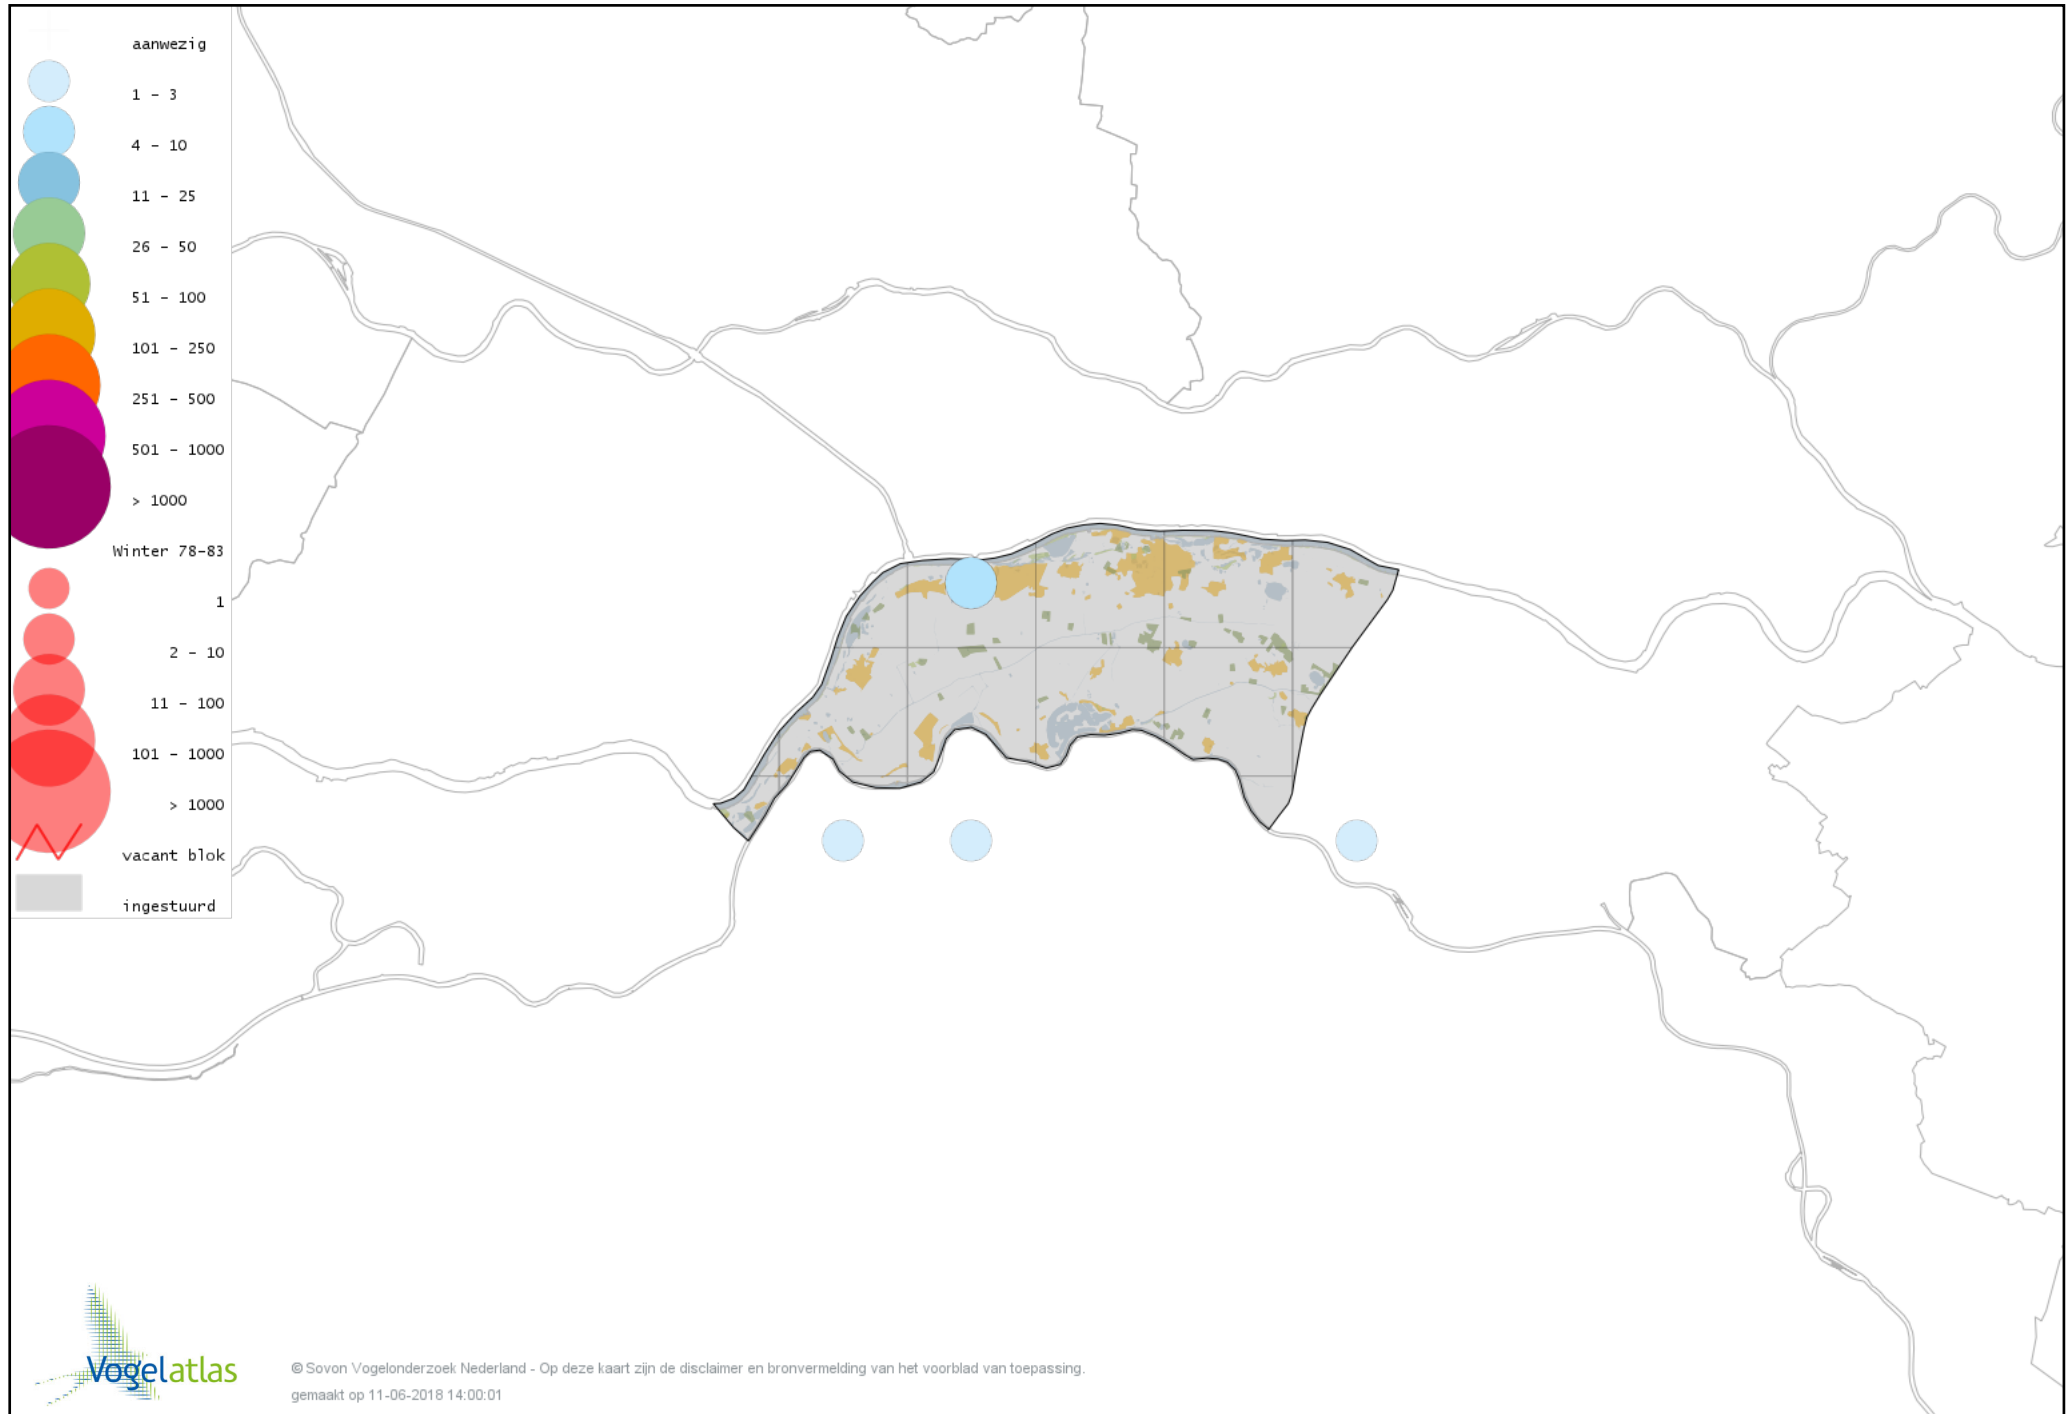 aanwezig
1 - 3
4 - 10
11 - 25
26 - 50
51 - 100
101 - 250
251 - 500
501 - 1000
> 1000
Winter 78-83
1
2 - 10
11 - 100
101 - 1000
> 1000
vacant blok
ingestuurd
Vogelatlas
© Sovon Vogelonderzoek Nederland - Op deze kaart zijn de disclaimer en bronvermelding van het voorblad van toepassing.
gemaakt op 11-06-2018 14:00:01